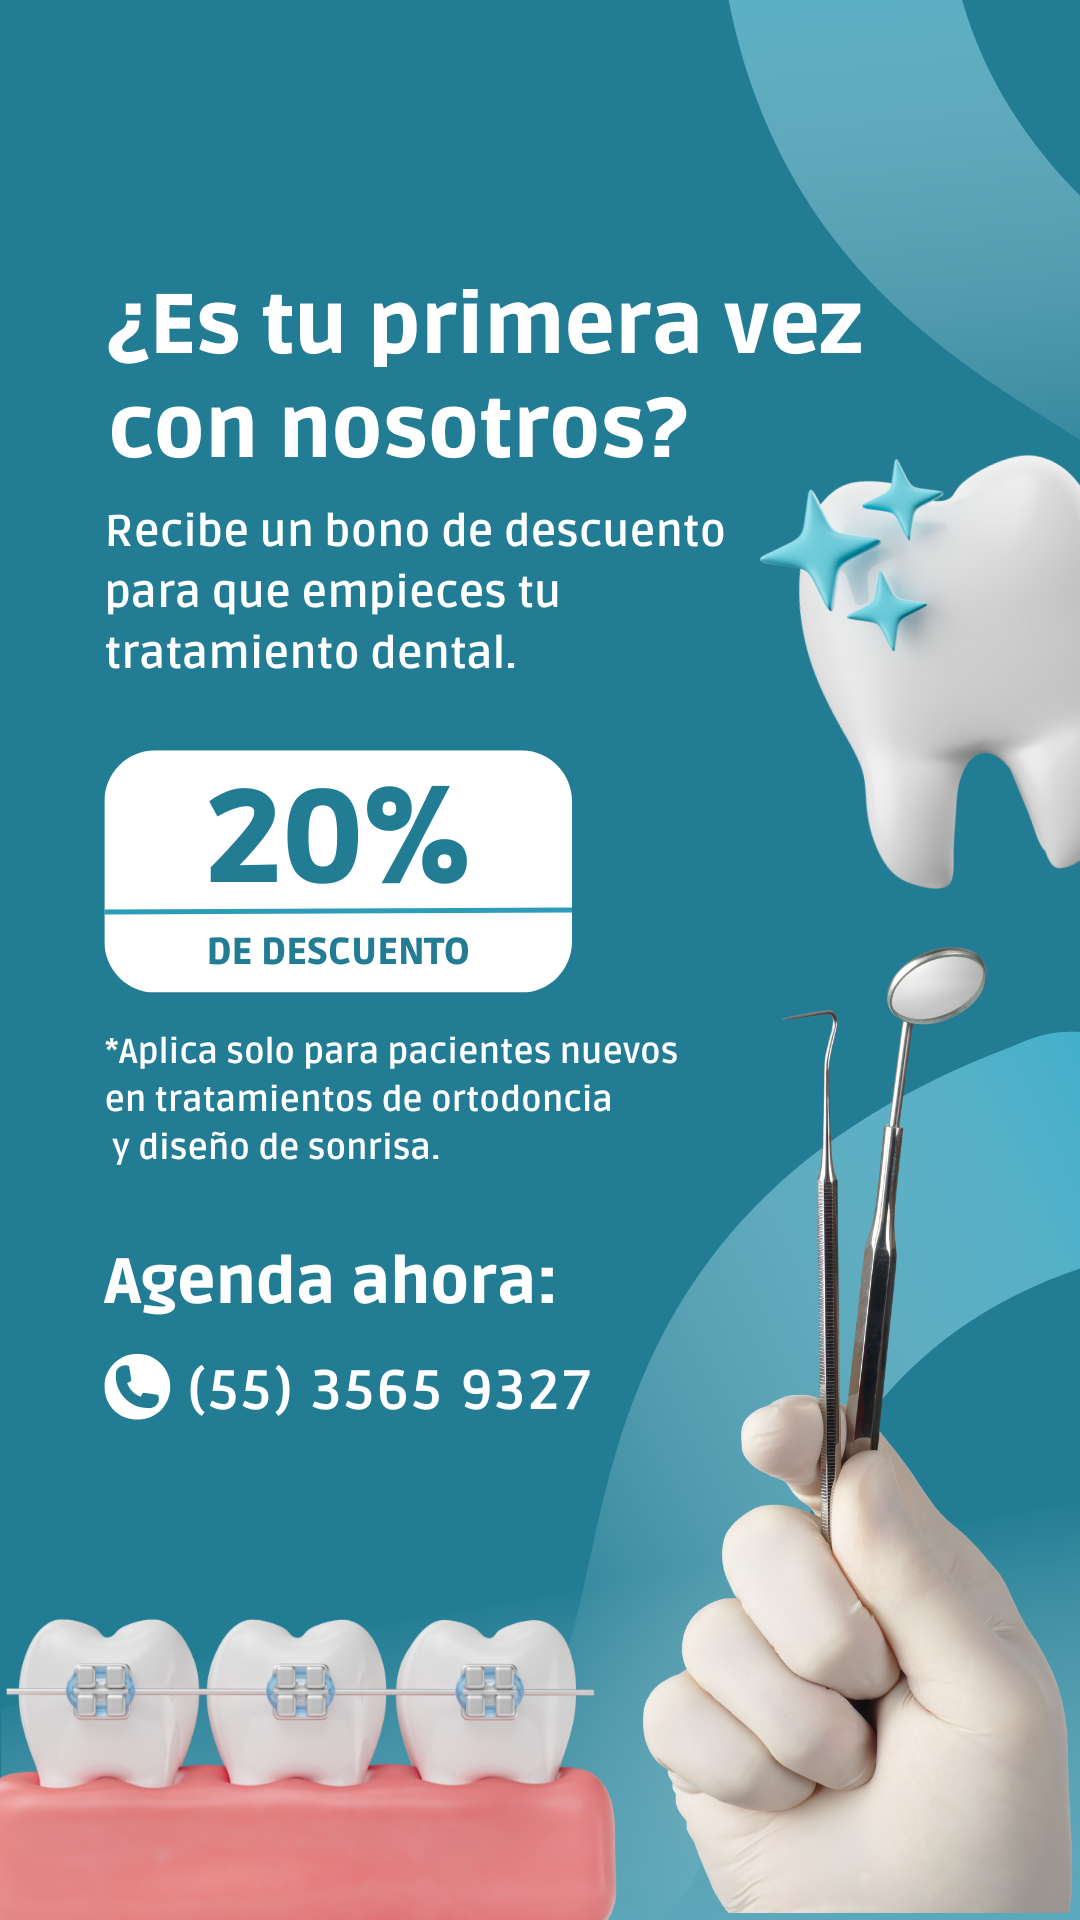 ¿Es tu primera vez
con nosotros?
Recibe un bono de descuento
para que empieces tu
tratamiento dental.
20%
DE DESCUENTO
*Aplica solo para pacientes nuevos
en tratamientos de ortodoncia
y diseño de sonrisa.
Agenda ahora:
(55) 3565 9327